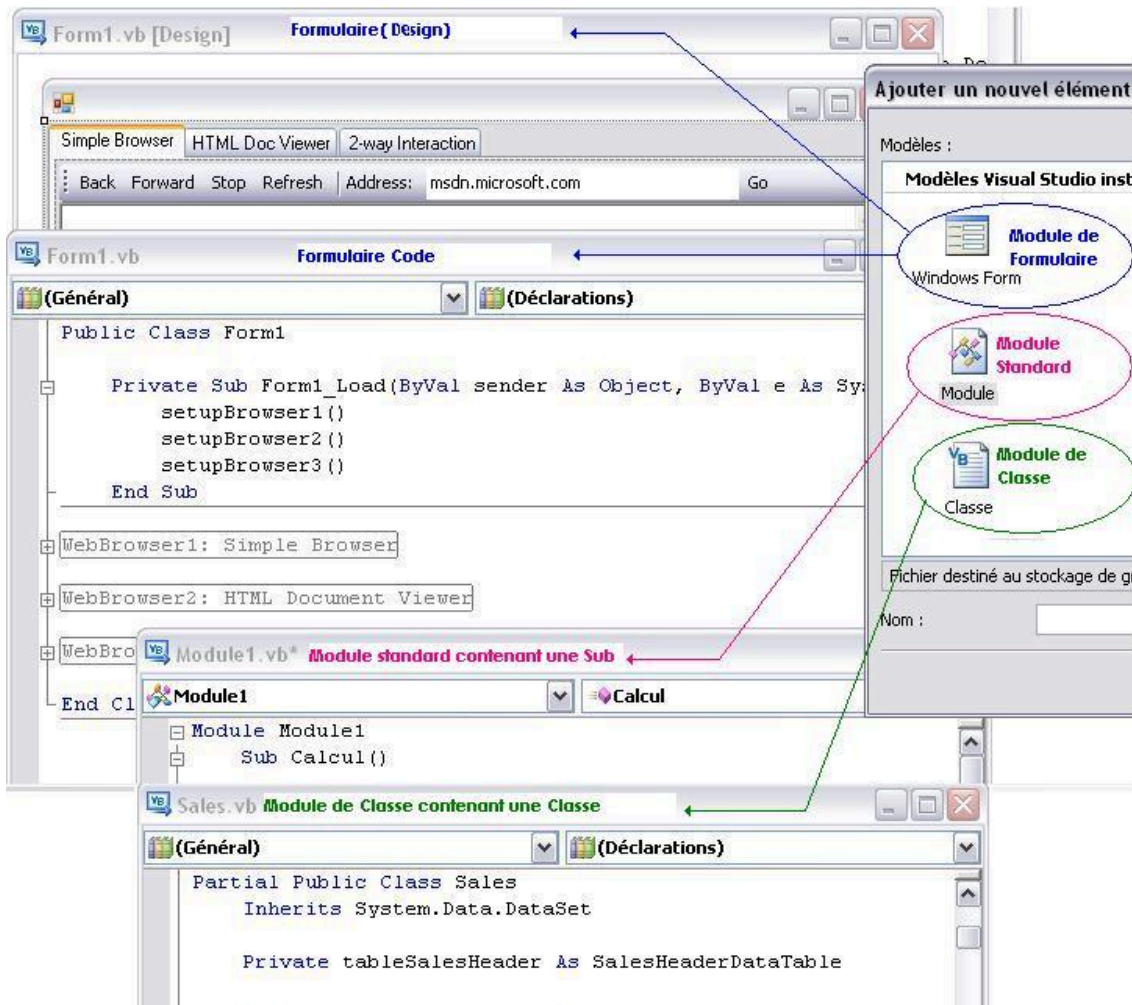 Form1.vb [Design] Formulaire( Design)
Simple Browser HTML Doc Viewer 2-way Interaction
Back Forward Stop Refresh Address: msdn.microsoft.com Go
Form1.vb Formulaire Code
(Général) (Déclarations)
Public Class Form1
Private Sub Form1_Load(ByVal sender As Object, ByVal e As Sy
setupBrowser1()
setupBrowser2()
setupBrowser3()
End Sub
WebBrowser1: Simple Browser
WebBrowser2: HTML Document Viewer
WebBro
End Cl
Module1.vb* Module standard contenant une Sub
Module1 Calcul
Module Module1
Sub Calcul()
Sales.vb Module de Classe contenant une Classe
(Général) (Déclarations)
Partial Public Class Sales
Inherits System.Data.DataSet
Private tableSalesHeader As SalesHeaderDataTable
Ajouter un nouvel élément
Modèles :
Modèles Visual Studio inst
Module de
Formulaire
Windows Form
Module
Standard
Module
Module de
Classe
Classe
Fichier destiné au stockage de g
Nom :